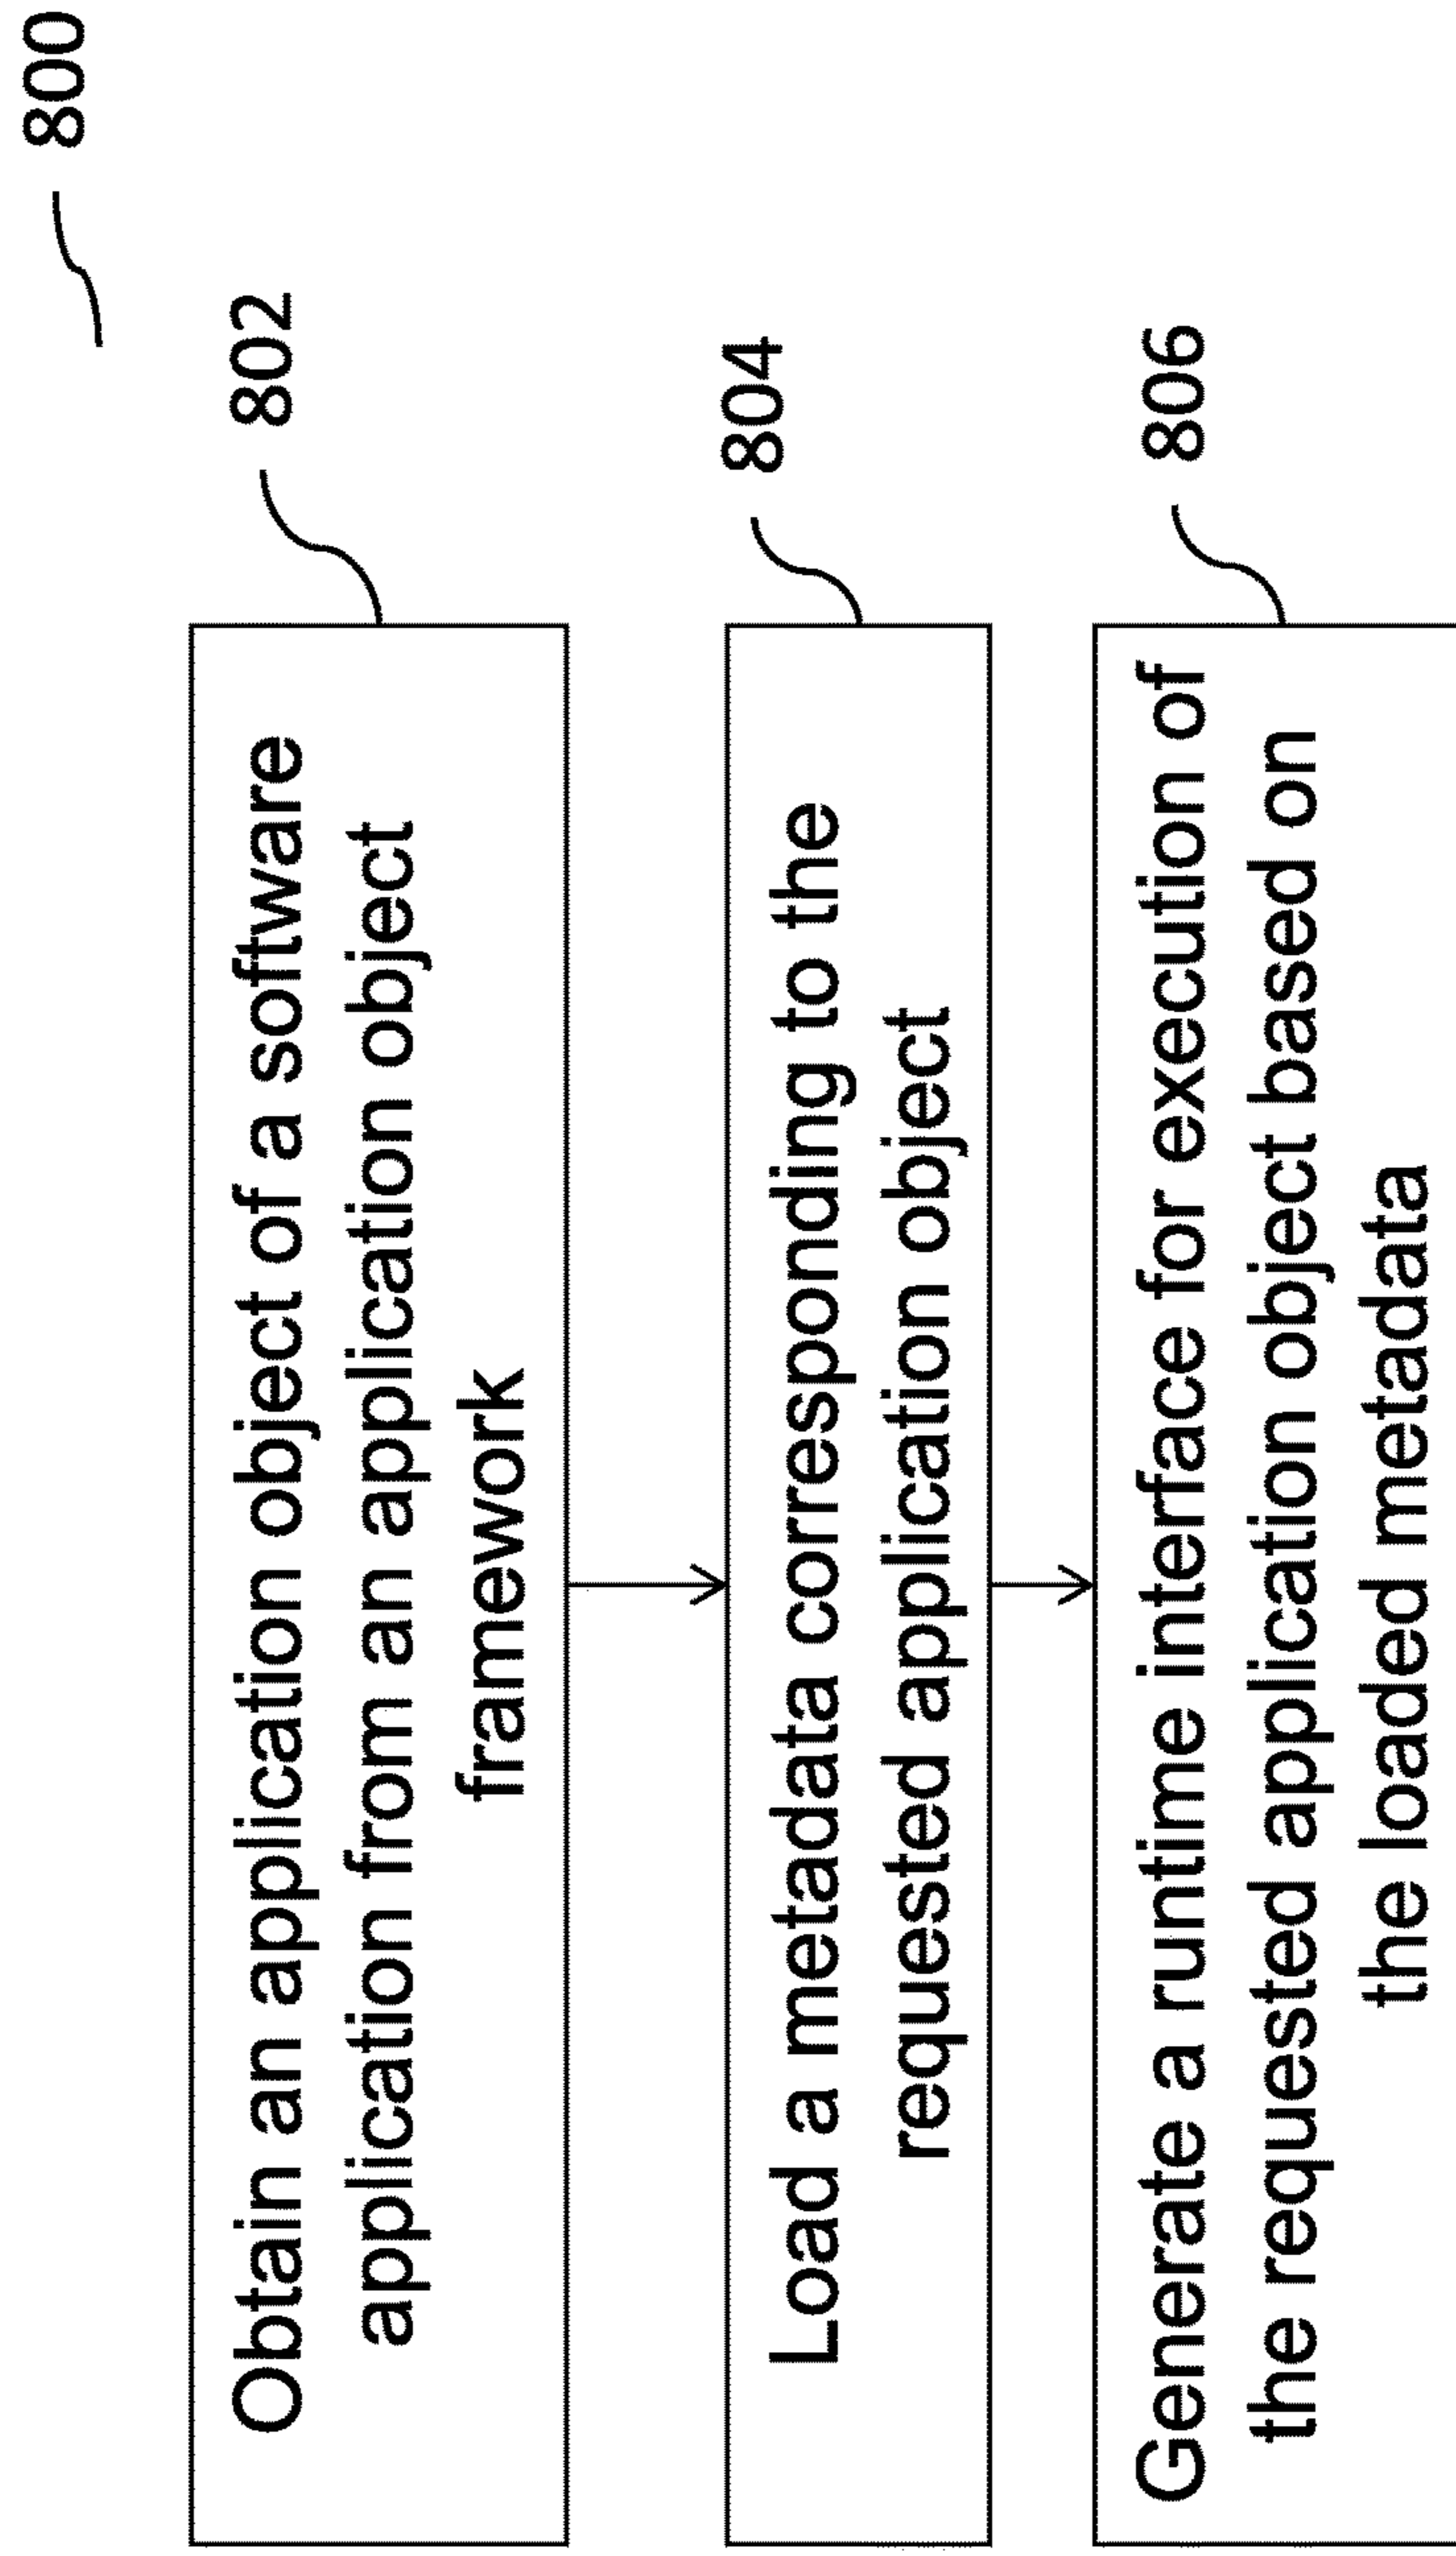 800
802
Obtain an application object of a software
application from an application object
framework
804
Load a metadata corresponding to the
requested application object
806
Generate a runtime interface for execution of
the requested application object based on
the loaded metadata